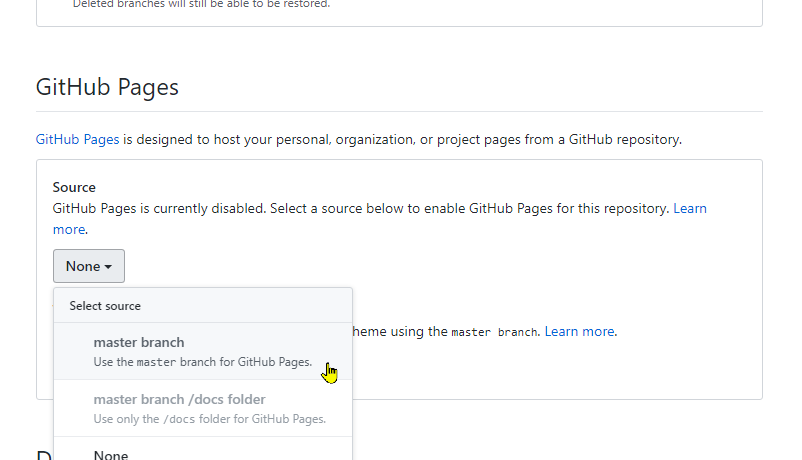 Deleted branches will still be able to be restored.
GitHub Pages
GitHub Pages is designed to host your personal, organization, or project pages from a GitHub repository.
Source
GitHub Pages is currently disabled. Select a source below to enable GitHub Pages for this repository. Learn
more.
None
Select source
heme using the master branch. Learn more.
master branch
Use the master branch for GitHub Pages.
master branch /docs folder
Use only the /docs folder for GitHub Pages.
None